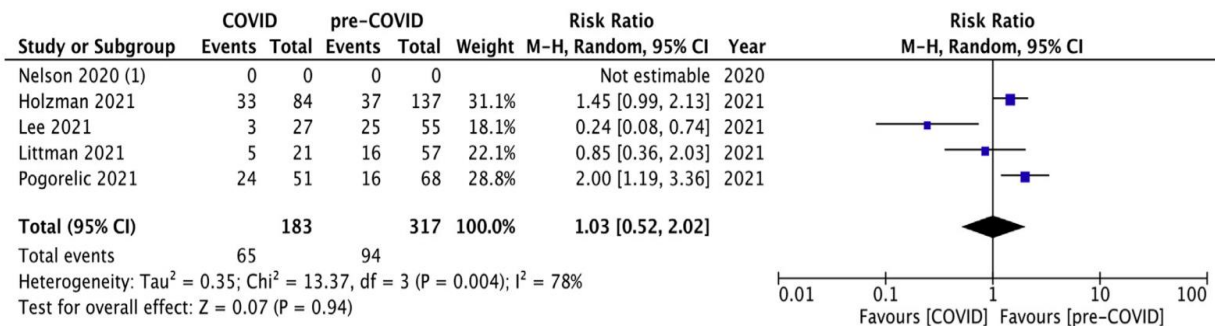 COVID pre-COVID Risk Ratio Risk Ratio
Study or Subgroup Events Total Events Total Weight M-H, Random, 95% CI Year M-H, Random, 95% CI
Nelson 2020 (1) 0 0 0 0 Not estimable 2020
Holzman 2021 33 84 37 137 31.1% 1.45 [0.99, 2.13] 2021
Lee 2021 3 27 25 55 18.1% 0.24 [0.08, 0.74] 2021
Littman 2021 5 21 16 57 22.1% 0.85 [0.36, 2.03] 2021
Pogorelic 2021 24 51 16 68 28.8% 2.00 [1.19, 3.36] 2021
Total (95% CI) 183 317 100.0% 1.03 [0.52, 2.02]
Total events 65 94
Heterogeneity: Tau² = 0.35; Chi² = 13.37, df = 3 (P = 0.004); I² = 78%
Test for overall effect: Z = 0.07 (P = 0.94)
0.01 0.1 1 10 100
Favours [COVID] Favours [pre-COVID]